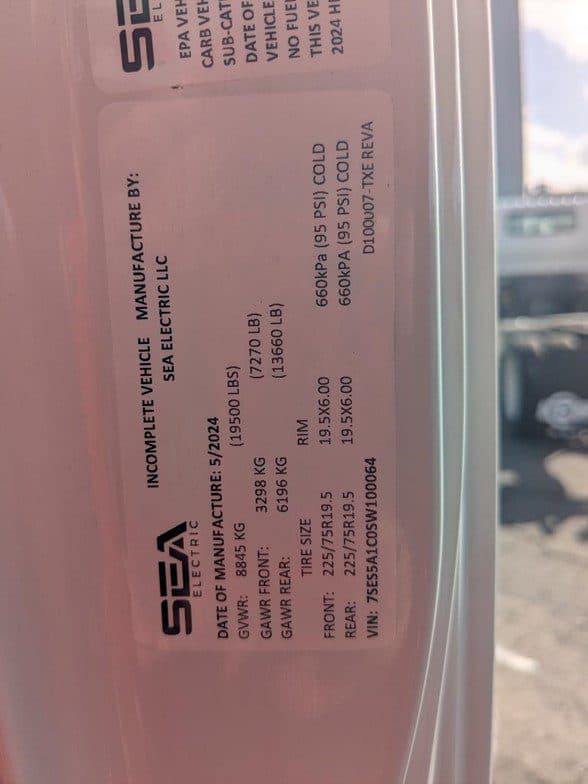 SEA
EL
EPA VEH
CARB VEH
SUB-CAT
DATE OF
VEHICLE
NO FUE
THIS VE
2024 H
INCOMPLETE VEHICLE MANUFACTURE BY:
SEA ELECTRIC LLC
SEA
ELECTRIC
DATE OF MANUFACTURE: 5/2024
GVWR: 8845 KG (19500 LBS)
GAWR FRONT: 3298 KG (7270 LB)
GAWR REAR: 6196 KG (13660 LB)
TIRE SIZE RIM
FRONT: 225/75R19.5 19.5X6.00 660kPa (95 PSI) COLD
REAR: 225/75R19.5 19.5X6.00 660kPA (95 PSI) COLD
VIN: 7SES5A1C0SW100064 D100U07-TXE REVA